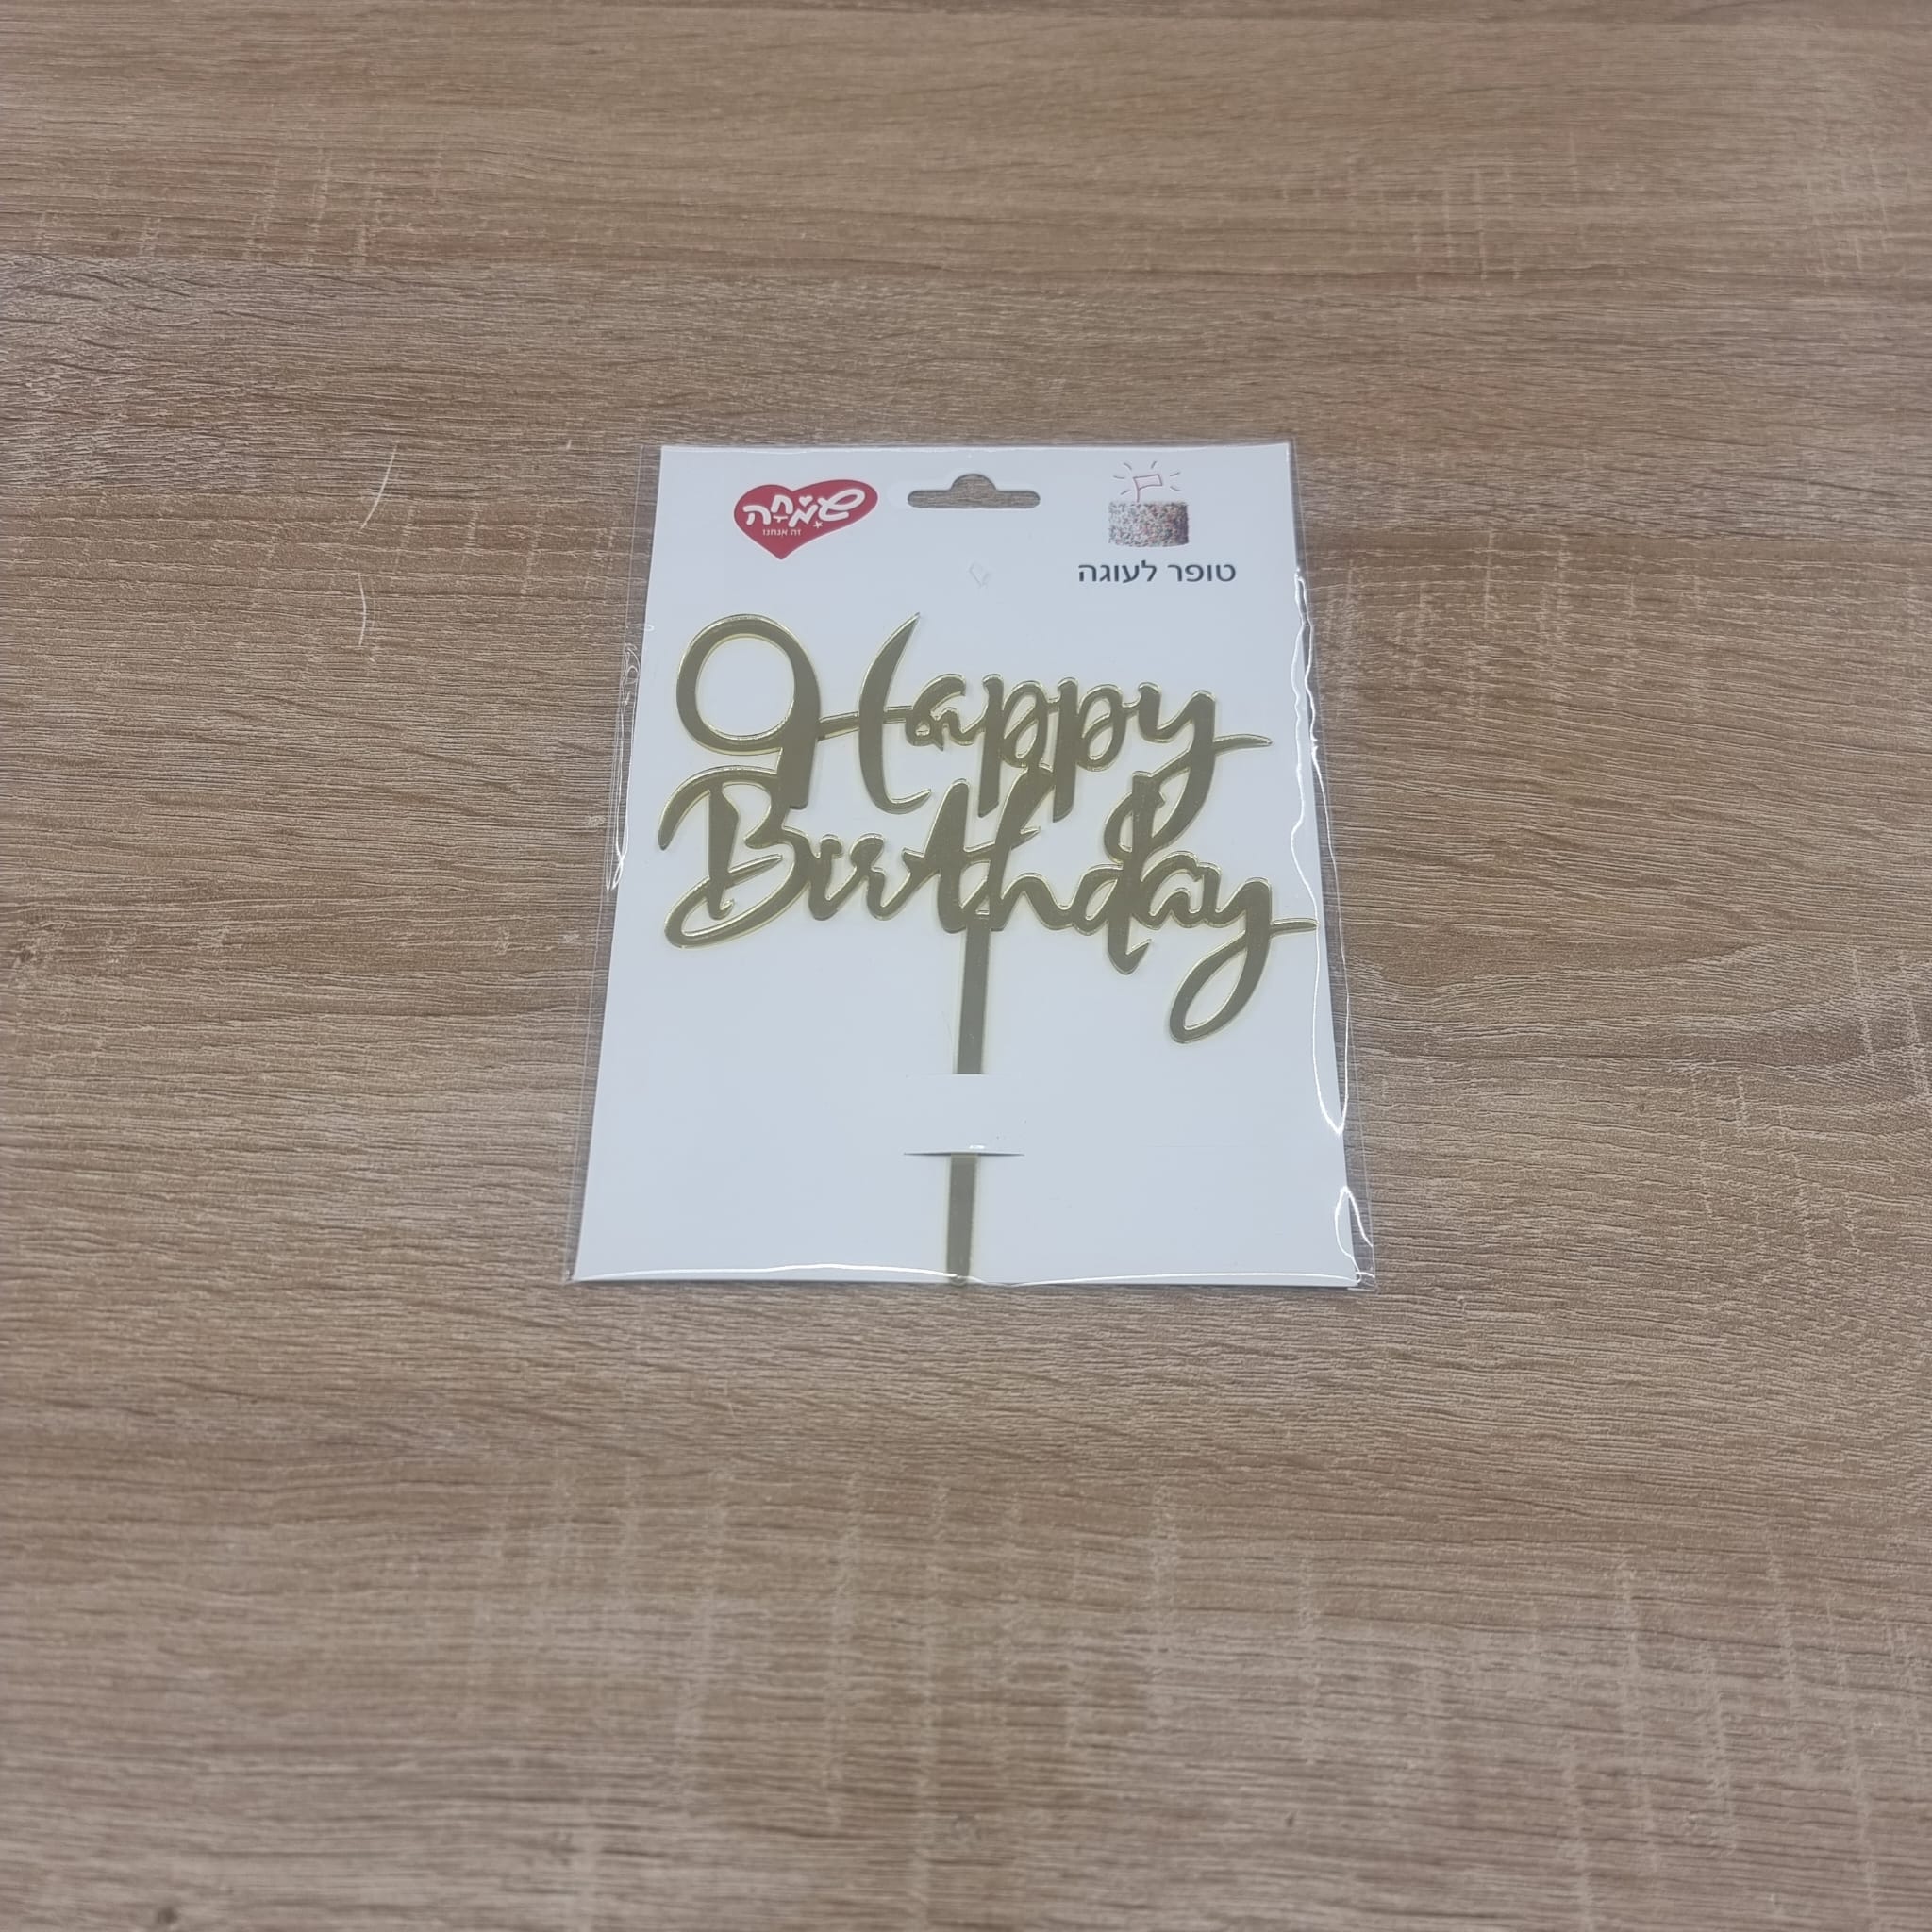 שמחה
זה אנחנו
טופר לעוגה
Happy
Birthday